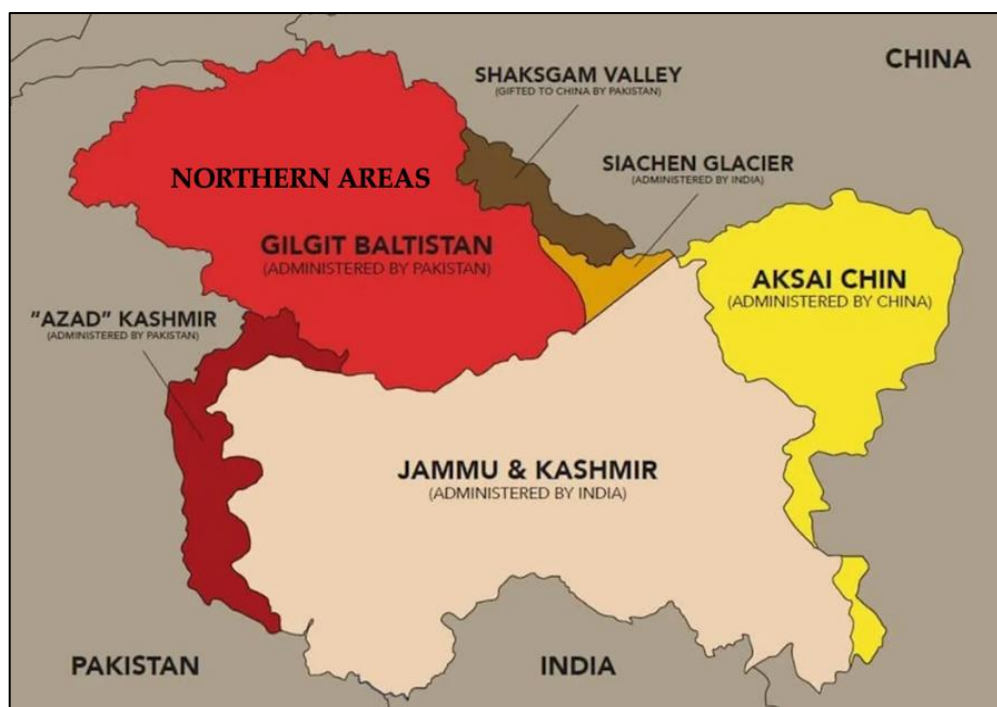 CHINA
SHAKSGAM VALLEY
(GIFTED TO CHINA BY PAKISTAN)
SIACHEN GLACIER
(ADMINISTERED BY INDIA)
NORTHERN AREAS
GILGIT BALTISTAN
(ADMINISTERED BY PAKISTAN)
AKSAI CHIN
(ADMINISTERED BY CHINA)
"AZAD" KASHMIR
(ADMINISTERED BY PAKISTAN)
JAMMU & KASHMIR
(ADMINISTERED BY INDIA)
PAKISTAN
INDIA